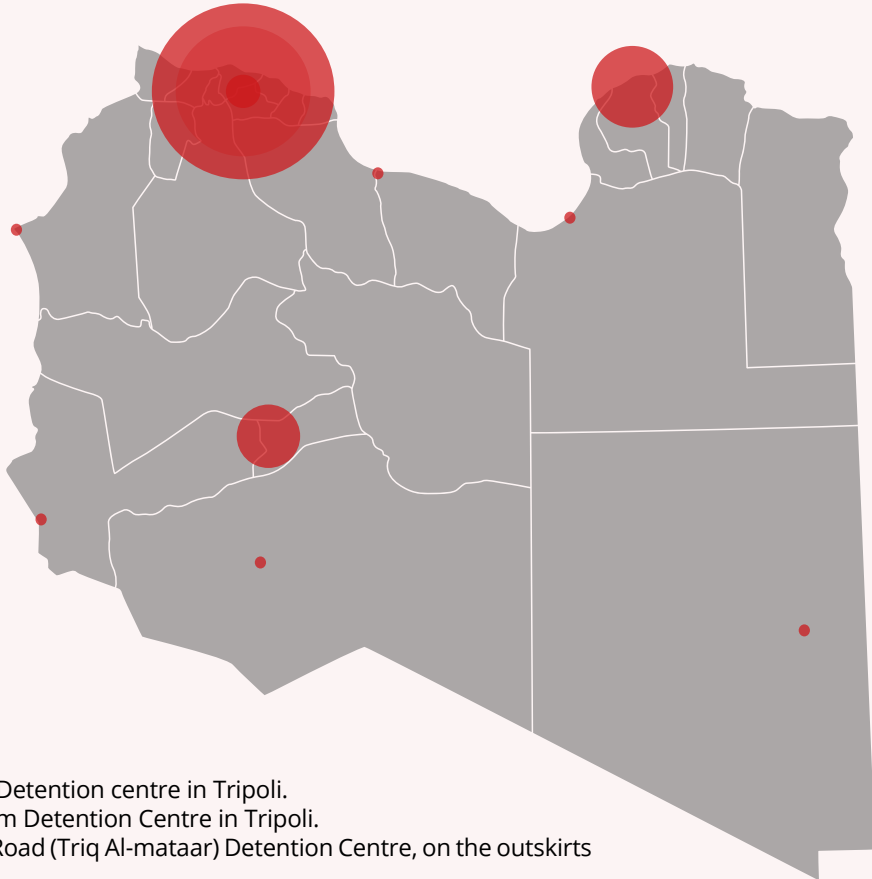 Detention centre in Tripoli.
Detention Centre in Tripoli.
Road (Triq Al-mataar) Detention Centre, on the outskirts